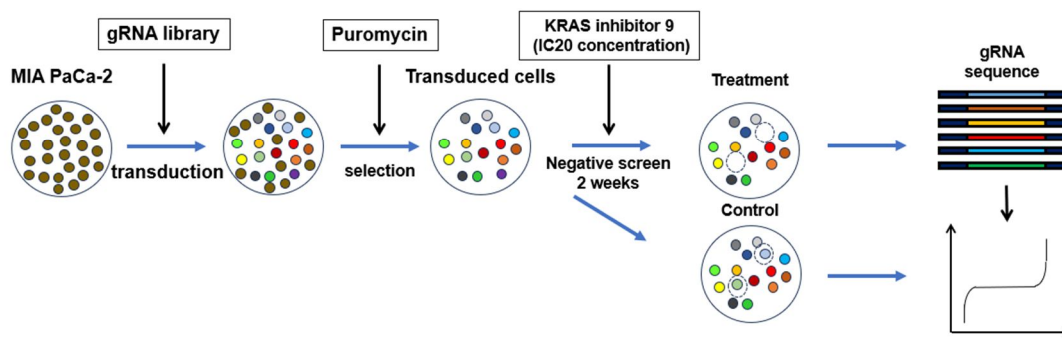 gRNA library
Puromycin
KRAS inhibitor 9
(IC20 concentration)
gRNA
sequence
MIA PaCa-2
Transduced cells
Treatment
transduction
selection
Negative screen
2 weeks
Control